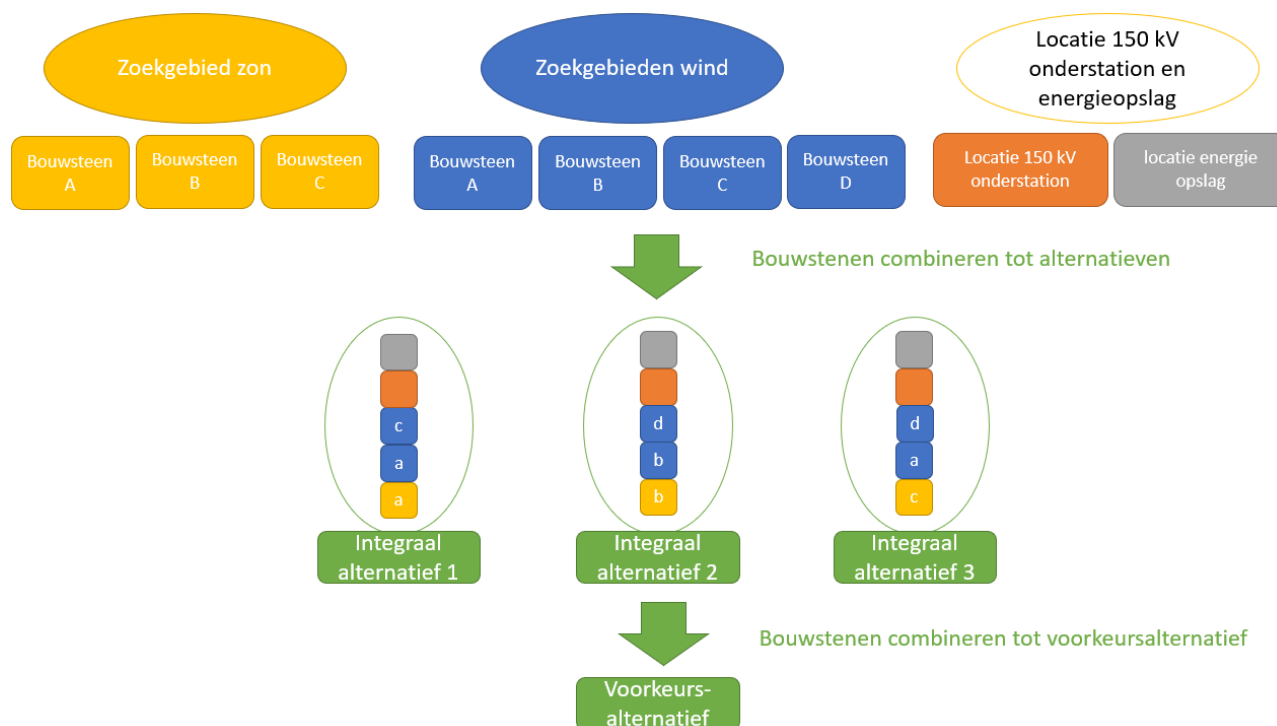 Zoekgebied zon
Zoekgebieden wind
Locatie 150 kV
onderstation en
energieopslag
Bouwsteen
A
Bouwsteen
B
Bouwsteen
C
Bouwsteen
A
Bouwsteen
B
Bouwsteen
C
Bouwsteen
D
Locatie 150 kV
onderstation
locatie energie
opslag
Bouwstenen combineren tot alternatieven
c
a
a
Integraal
alternatief 1
d
b
b
Integraal
alternatief 2
d
a
c
Integraal
alternatief 3
Bouwstenen combineren tot voorkeursalternatief
Voorkeurs-
alternatief